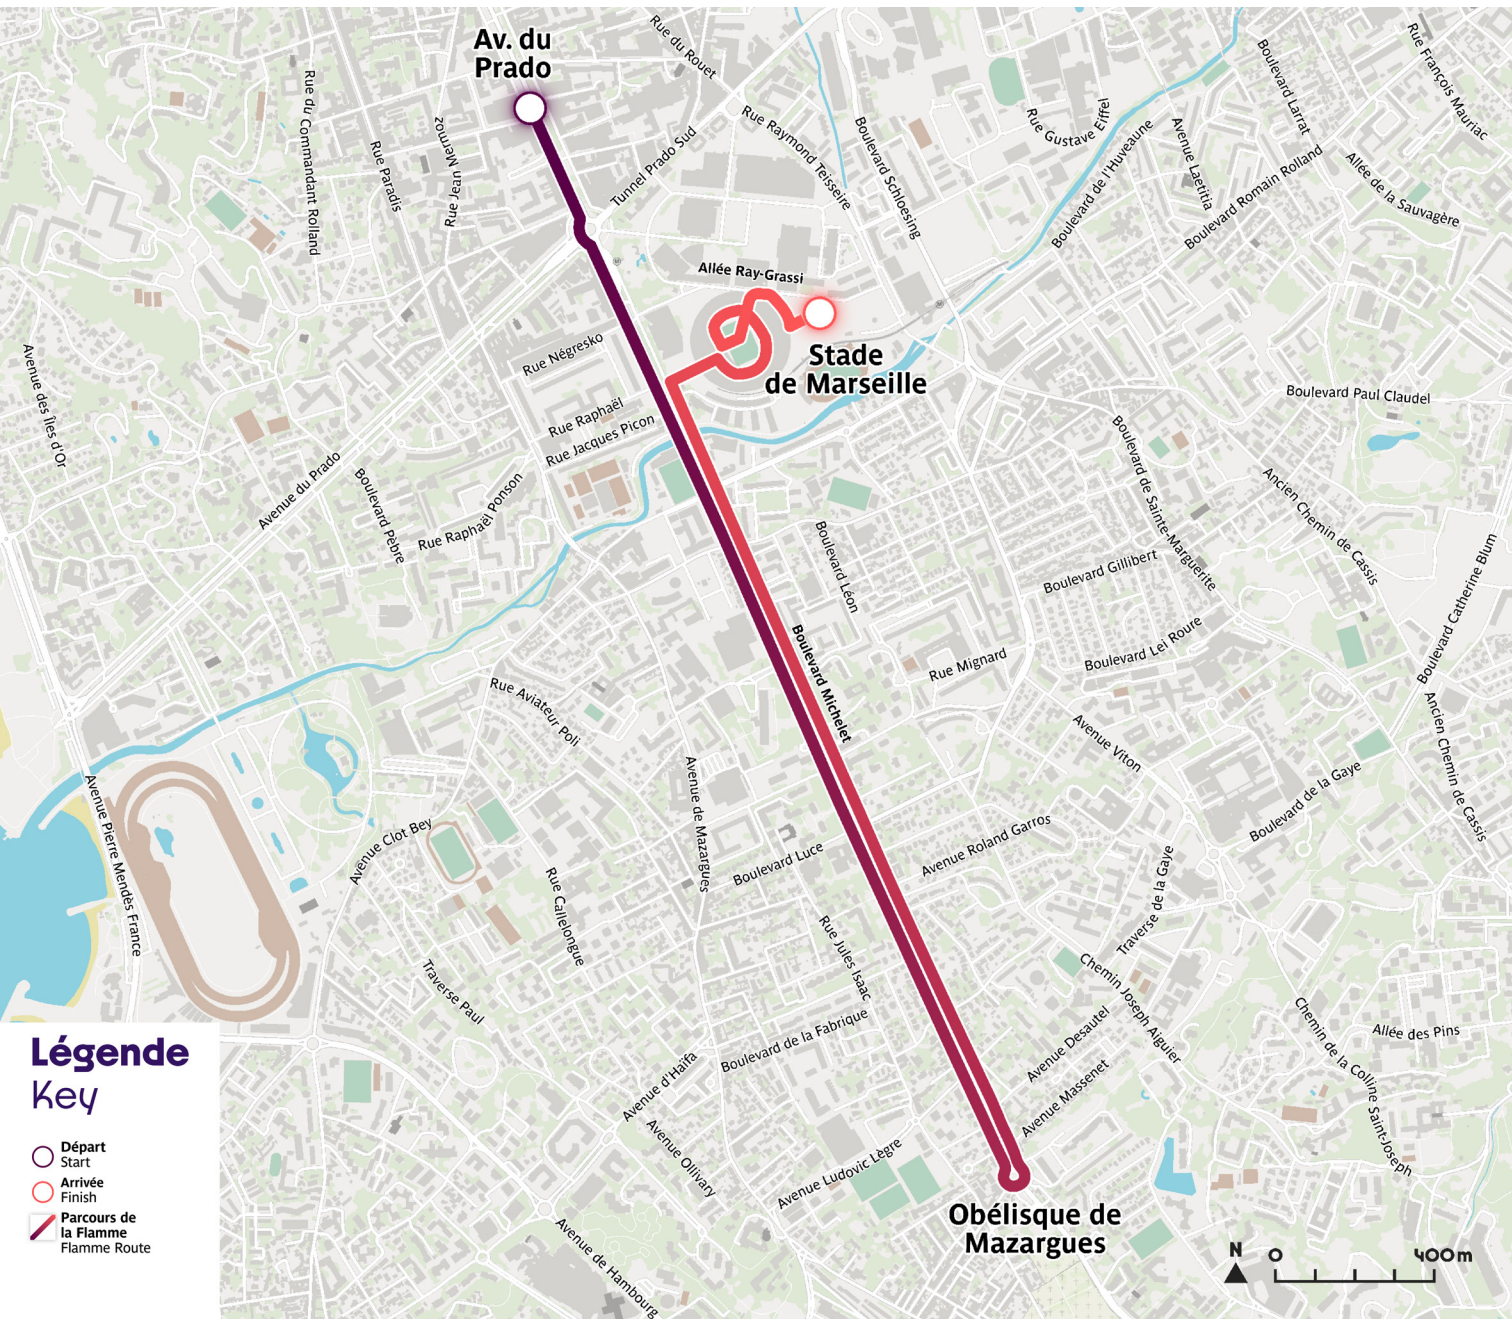 Av. du
Prado
Rue du Rouet
Rue François Mauriac
Boulevard Larrat
Rue du Commandant Rolland
Rue Paradis
Rue Jean Mermoz
Tunnel Prado Sud
Rue Raymond Teisseire
Boulevard Schloesing
Rue Gustave Eiffel
Boulevard de l'Huveaune
Avenue Laetitia
Boulevard Romain Rolland
Allée de la Sauvagère
Allée Ray-Grassi
Stade
de Marseille
Rue Négresko
Rue Raphaël
Rue Jacques Picon
Avenue des Îles d'Or
Avenue du Prado
Boulevard Pèbre
Rue Raphaël Ponson
Boulevard Paul Claudel
Boulevard de Sainte-Marguerite
Ancien Chemin de Cassis
Boulevard Catherine Blum
Boulevard Léon
Boulevard Gillibert
Boulevard Lei Roure
Rue Mignard
Boulevard Michelet
Rue Aviateur Poli
Avenue Viton
Ancien Chemin de Cassis
Boulevard de la Gaye
Avenue de Mazargues
Avenue Pierre Mendès France
Avenue Clot Bey
Boulevard Luce
Avenue Roland Garros
Traverse de la Gaye
Rue Callelongue
Rue Jules Isaac
Traverse Paul
Chemin Joseph Aiguier
Boulevard de la Fabrique
Avenue Desautel
Avenue Massenet
Allée des Pins
Chemin de la Colline Saint-Joseph
Avenue d'Haïfa
Avenue Ollivary
Avenue Ludovic Lègre
Avenue de Hambourg
Obélisque de
Mazargues
Légende
Key
Départ
Start
Arrivée
Finish
Parcours de
la Flamme
Flamme Route
N
0 400m